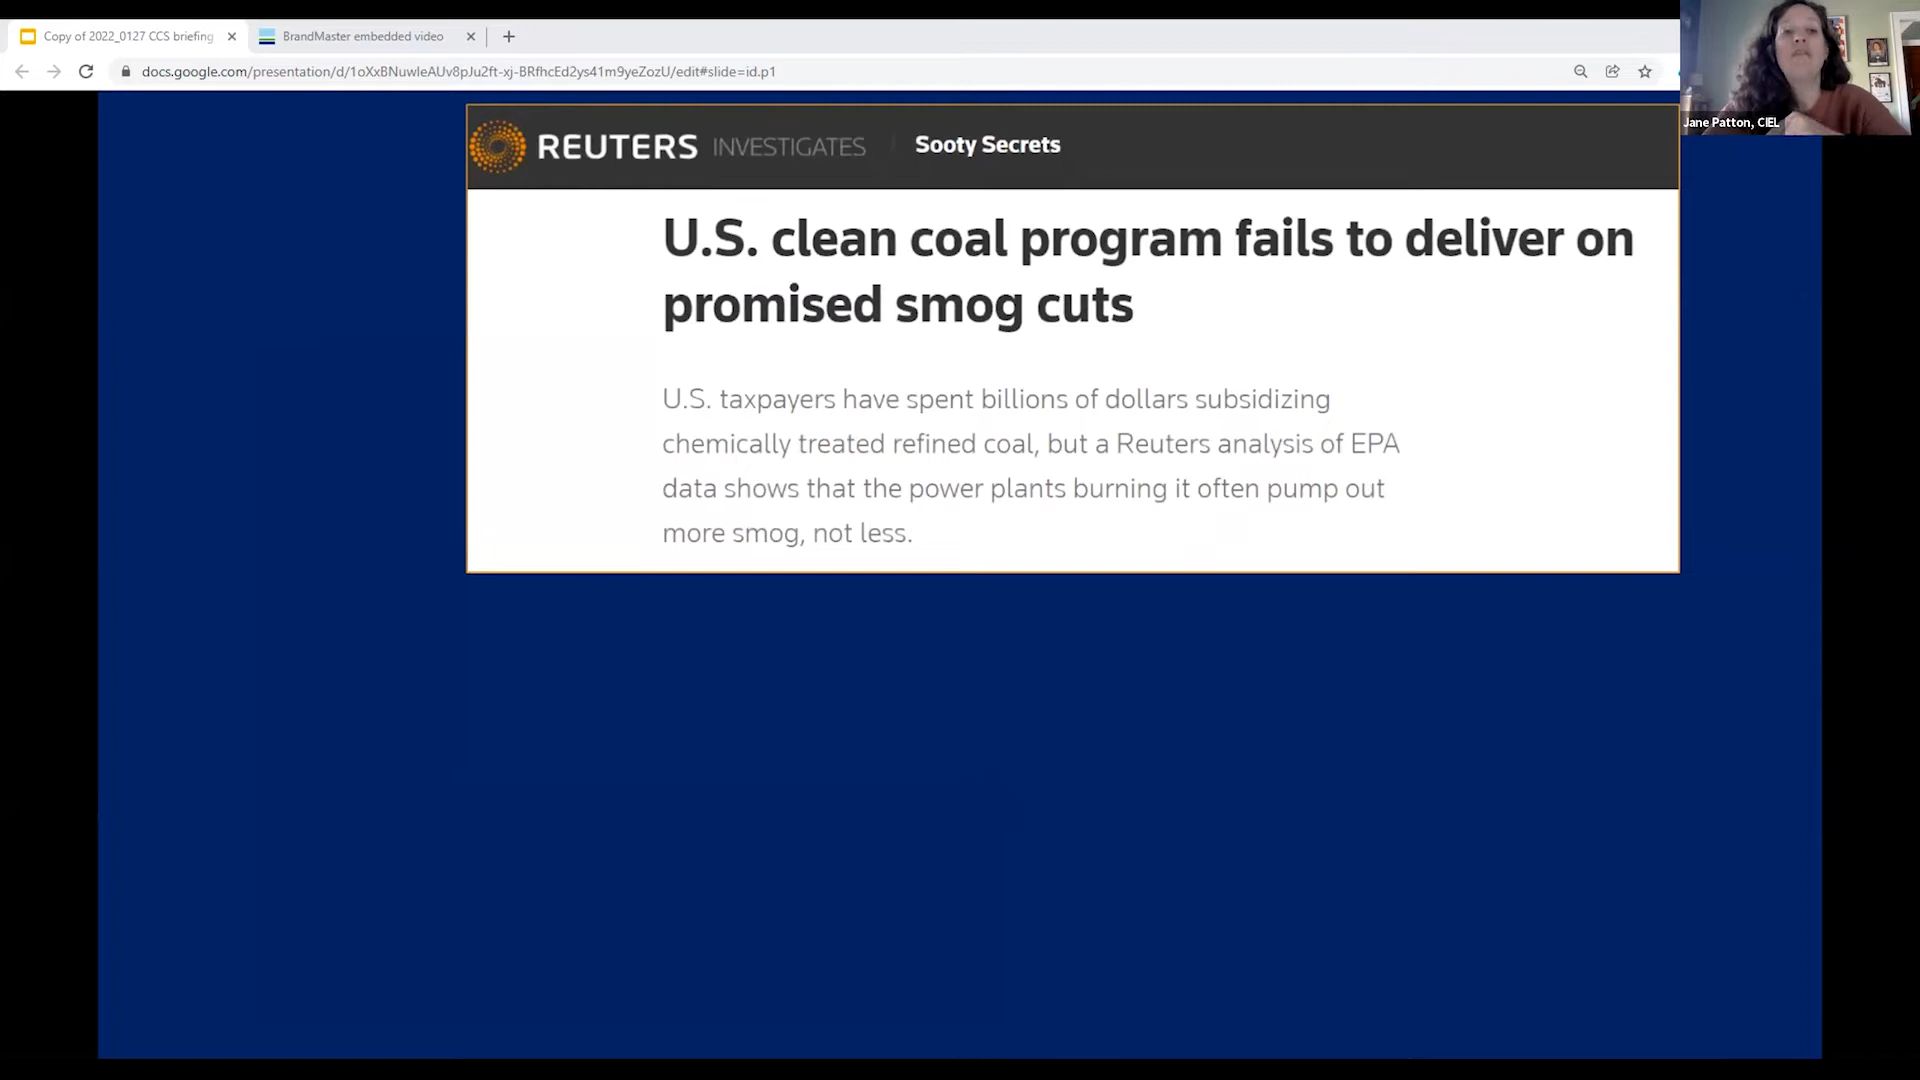 Copy of 2022_0127 CCS briefing
BrandMaster embedded video
docs.google.com/presentation/d/1oXxBNuwleAUv8pJu2ft-xj-BRfhcEd2ys41m9yeZozU/edit#slide=id.p1
Jane Patton, CIEL
REUTERS INVESTIGATES Sooty Secrets
U.S. clean coal program fails to deliver on
promised smog cuts
U.S. taxpayers have spent billions of dollars subsidizing
chemically treated refined coal, but a Reuters analysis of EPA
data shows that the power plants burning it often pump out
more smog, not less.